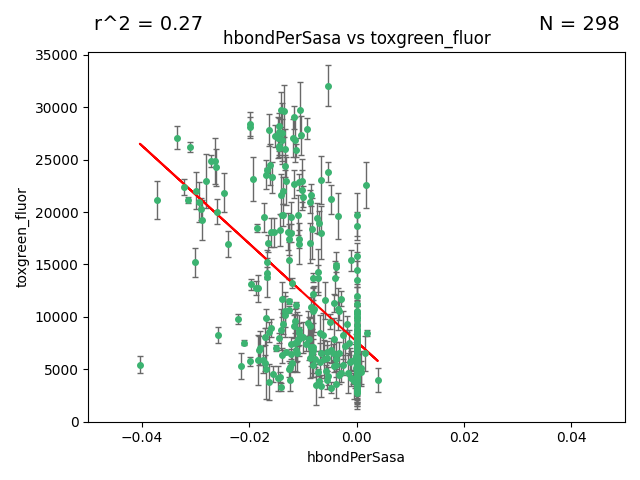 r^2 = 0.27
N = 298
hbondPerSasa vs toxgreen_fluor
35000
30000
25000
20000
15000
10000
5000
0
toxgreen_fluor
−0.04
−0.02
0.00
0.02
0.04
hbondPerSasa